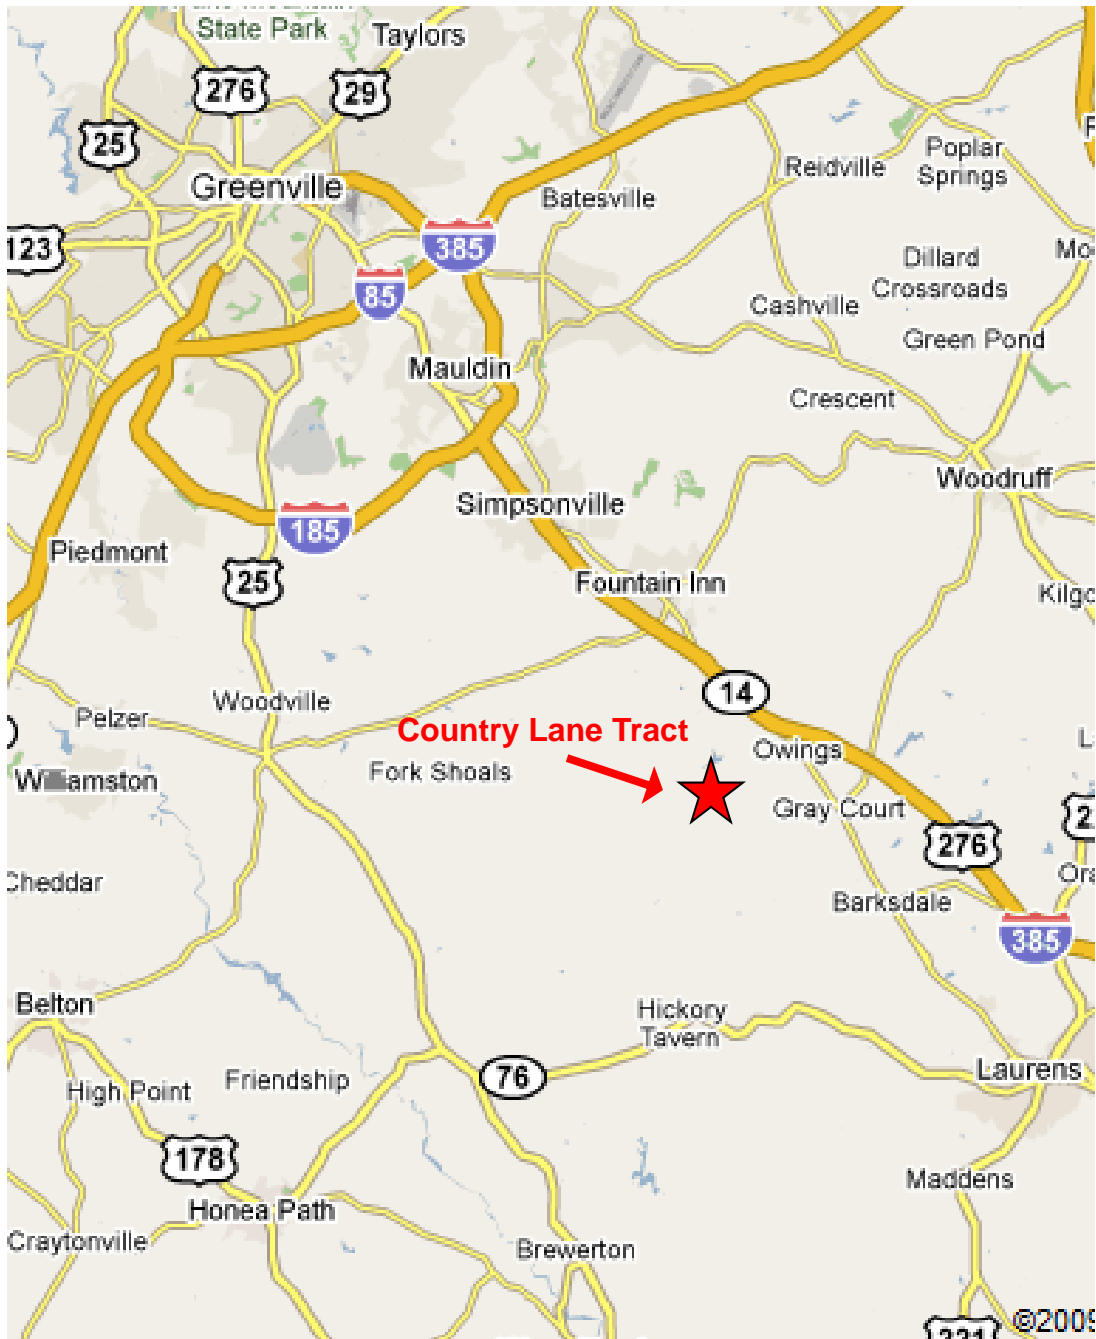 State Park
Taylors
276
29
25
Greenville
Batesville
Reidville
Poplar
Springs
123
385
85
Dillard
Crossroads
Cashville
Green Pond
Mauldin
Crescent
Woodruff
Simpsonville
185
Piedmont
25
Fountain Inn
14
Woodville
Pelzer
Country Lane Tract
Owings
Fork Shoals
Gray Court
276
Cheddar
Barksdale
385
Belton
Hickory
Tavern
76
Laurens
Friendship
High Point
178
Maddens
Honea Path
Craytonville
Brewerton
©2009